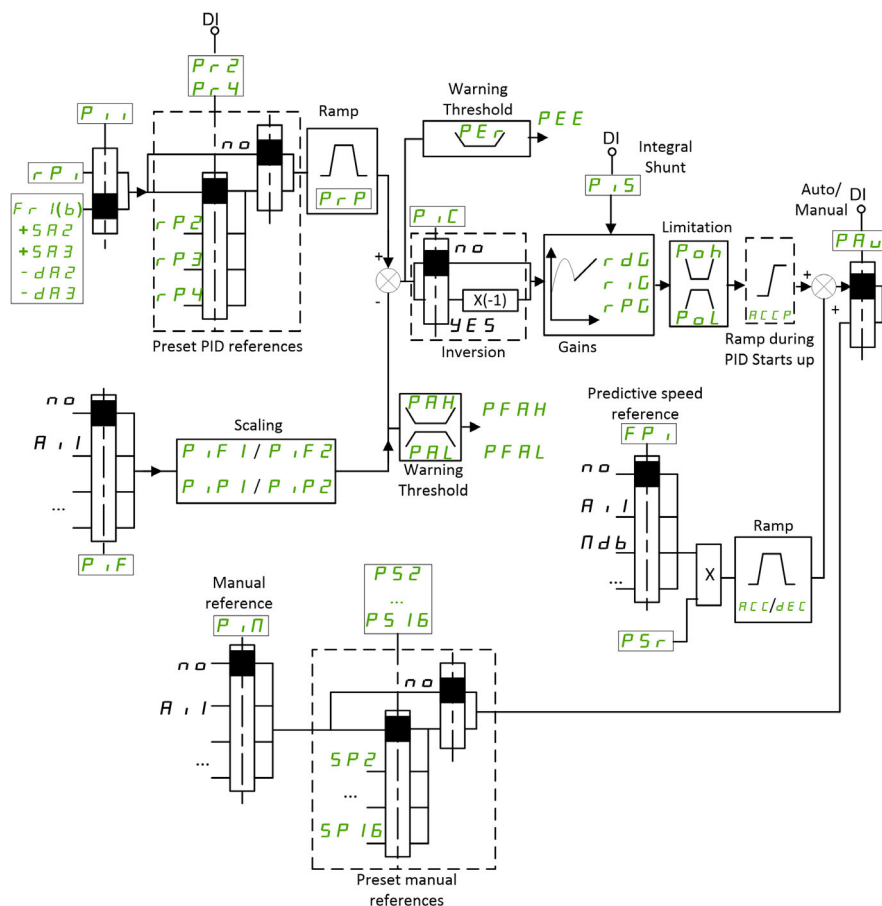 DI
Pr2
Pr4
Pii
no
rPi
Fr1(b)
+SA2
+SA3
-dA2
-dA3
rP2
rP3
rP4
Preset PID references
Ramp
PrP
+
-
Warning
Threshold
PEr
PEE
PiC
no
X(-1)
YES
Inversion
DI
Integral
Shunt
PiS
rdG
riG
rPG
Gains
Limitation
Poh
PoL
ACCP
Ramp during
PID Starts up
+
+
Auto/
Manual
DI
PAu
no
Ai1
...
PiF
Scaling
PiF1/PiF2
PiP1/PiP2
PAH
PAL
Warning
Threshold
PFAH
PFAL
Predictive speed
reference
FPi
no
Ai1
Mdb
...
X
PSr
Ramp
ACC/dEC
Manual
reference
PiM
no
Ai1
...
PS2
...
PS16
no
SP2
...
SP16
Preset manual
references